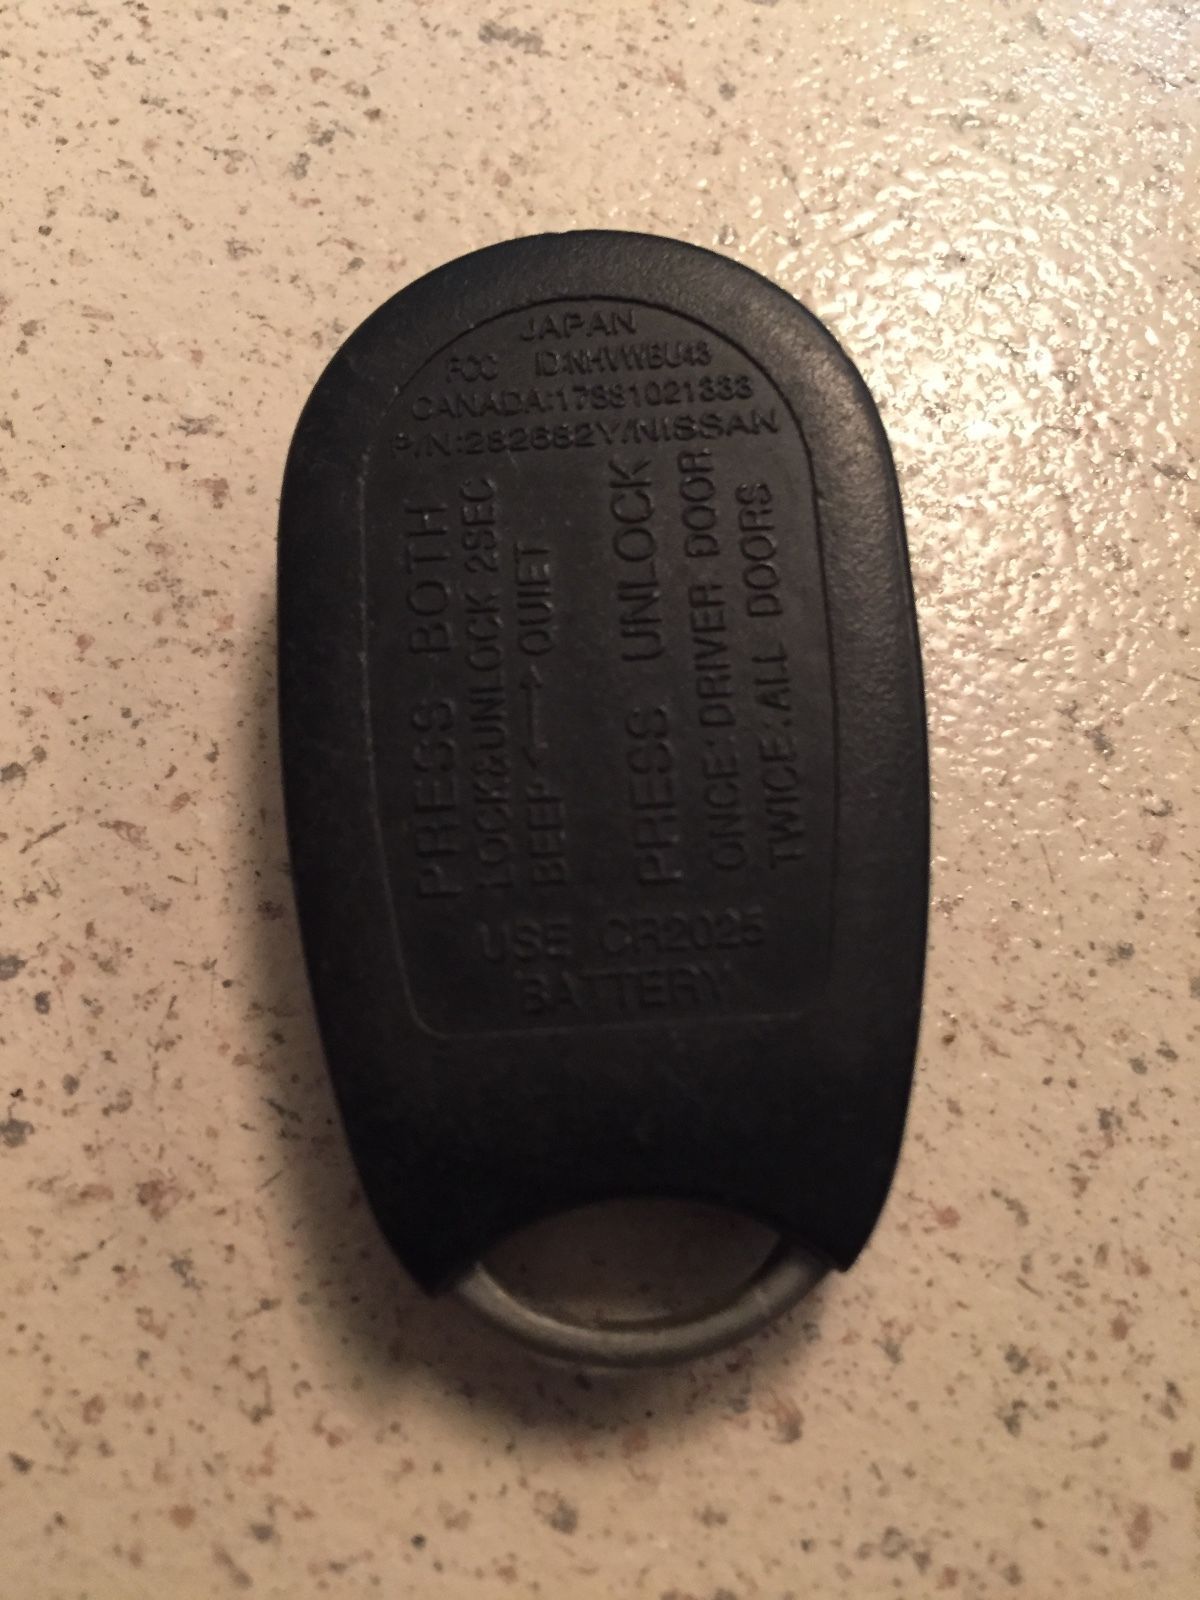 JAPAN
FCC ID:NHVWBU43
CANADA:17881021333
P/N:282682Y/NISSAN
PRESS BOTH
LOCK&UNLOCK 2SEC
BEEP←→QUIET
PRESS UNLOCK
ONCE:DRIVER DOOR
TWICE:ALL DOORS
USE CR2025
BATTERY